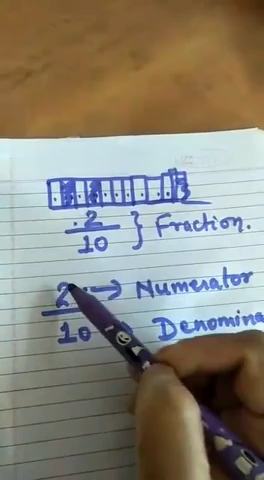 2/10 } Fraction.
2 → Numerator
10 → Denomina